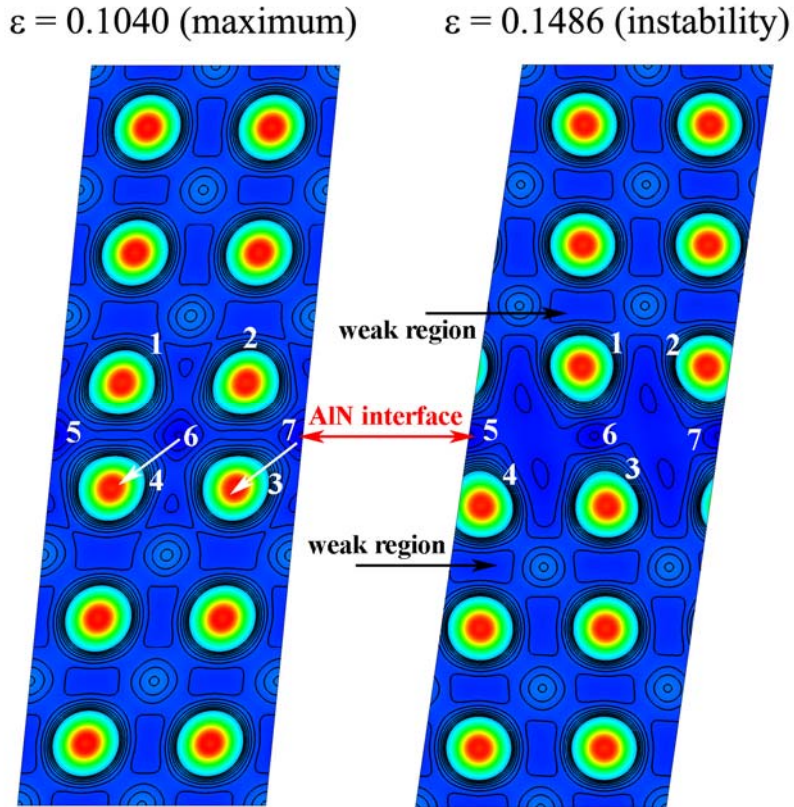 ε = 0.1040 (maximum)
ε = 0.1486 (instability)
weak region
1
2
1
2
AlN interface
5
6
7
5
6
7
4
3
4
3
weak region